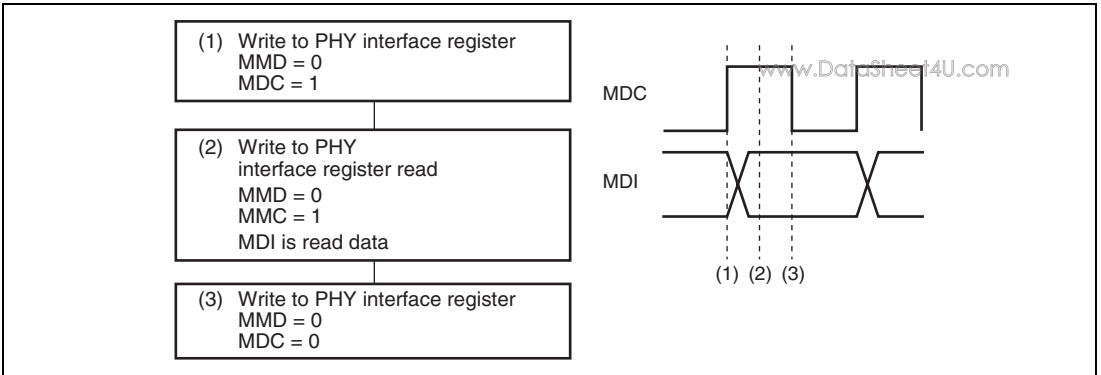 (1) Write to PHY interface register
MMD = 0
MDC = 1
(2) Write to PHY
interface register read
MMD = 0
MMC = 1
MDI is read data
(3) Write to PHY interface register
MMD = 0
MDC = 0
www.DataSheet4U.com
MDC
MDI
(1) (2) (3)